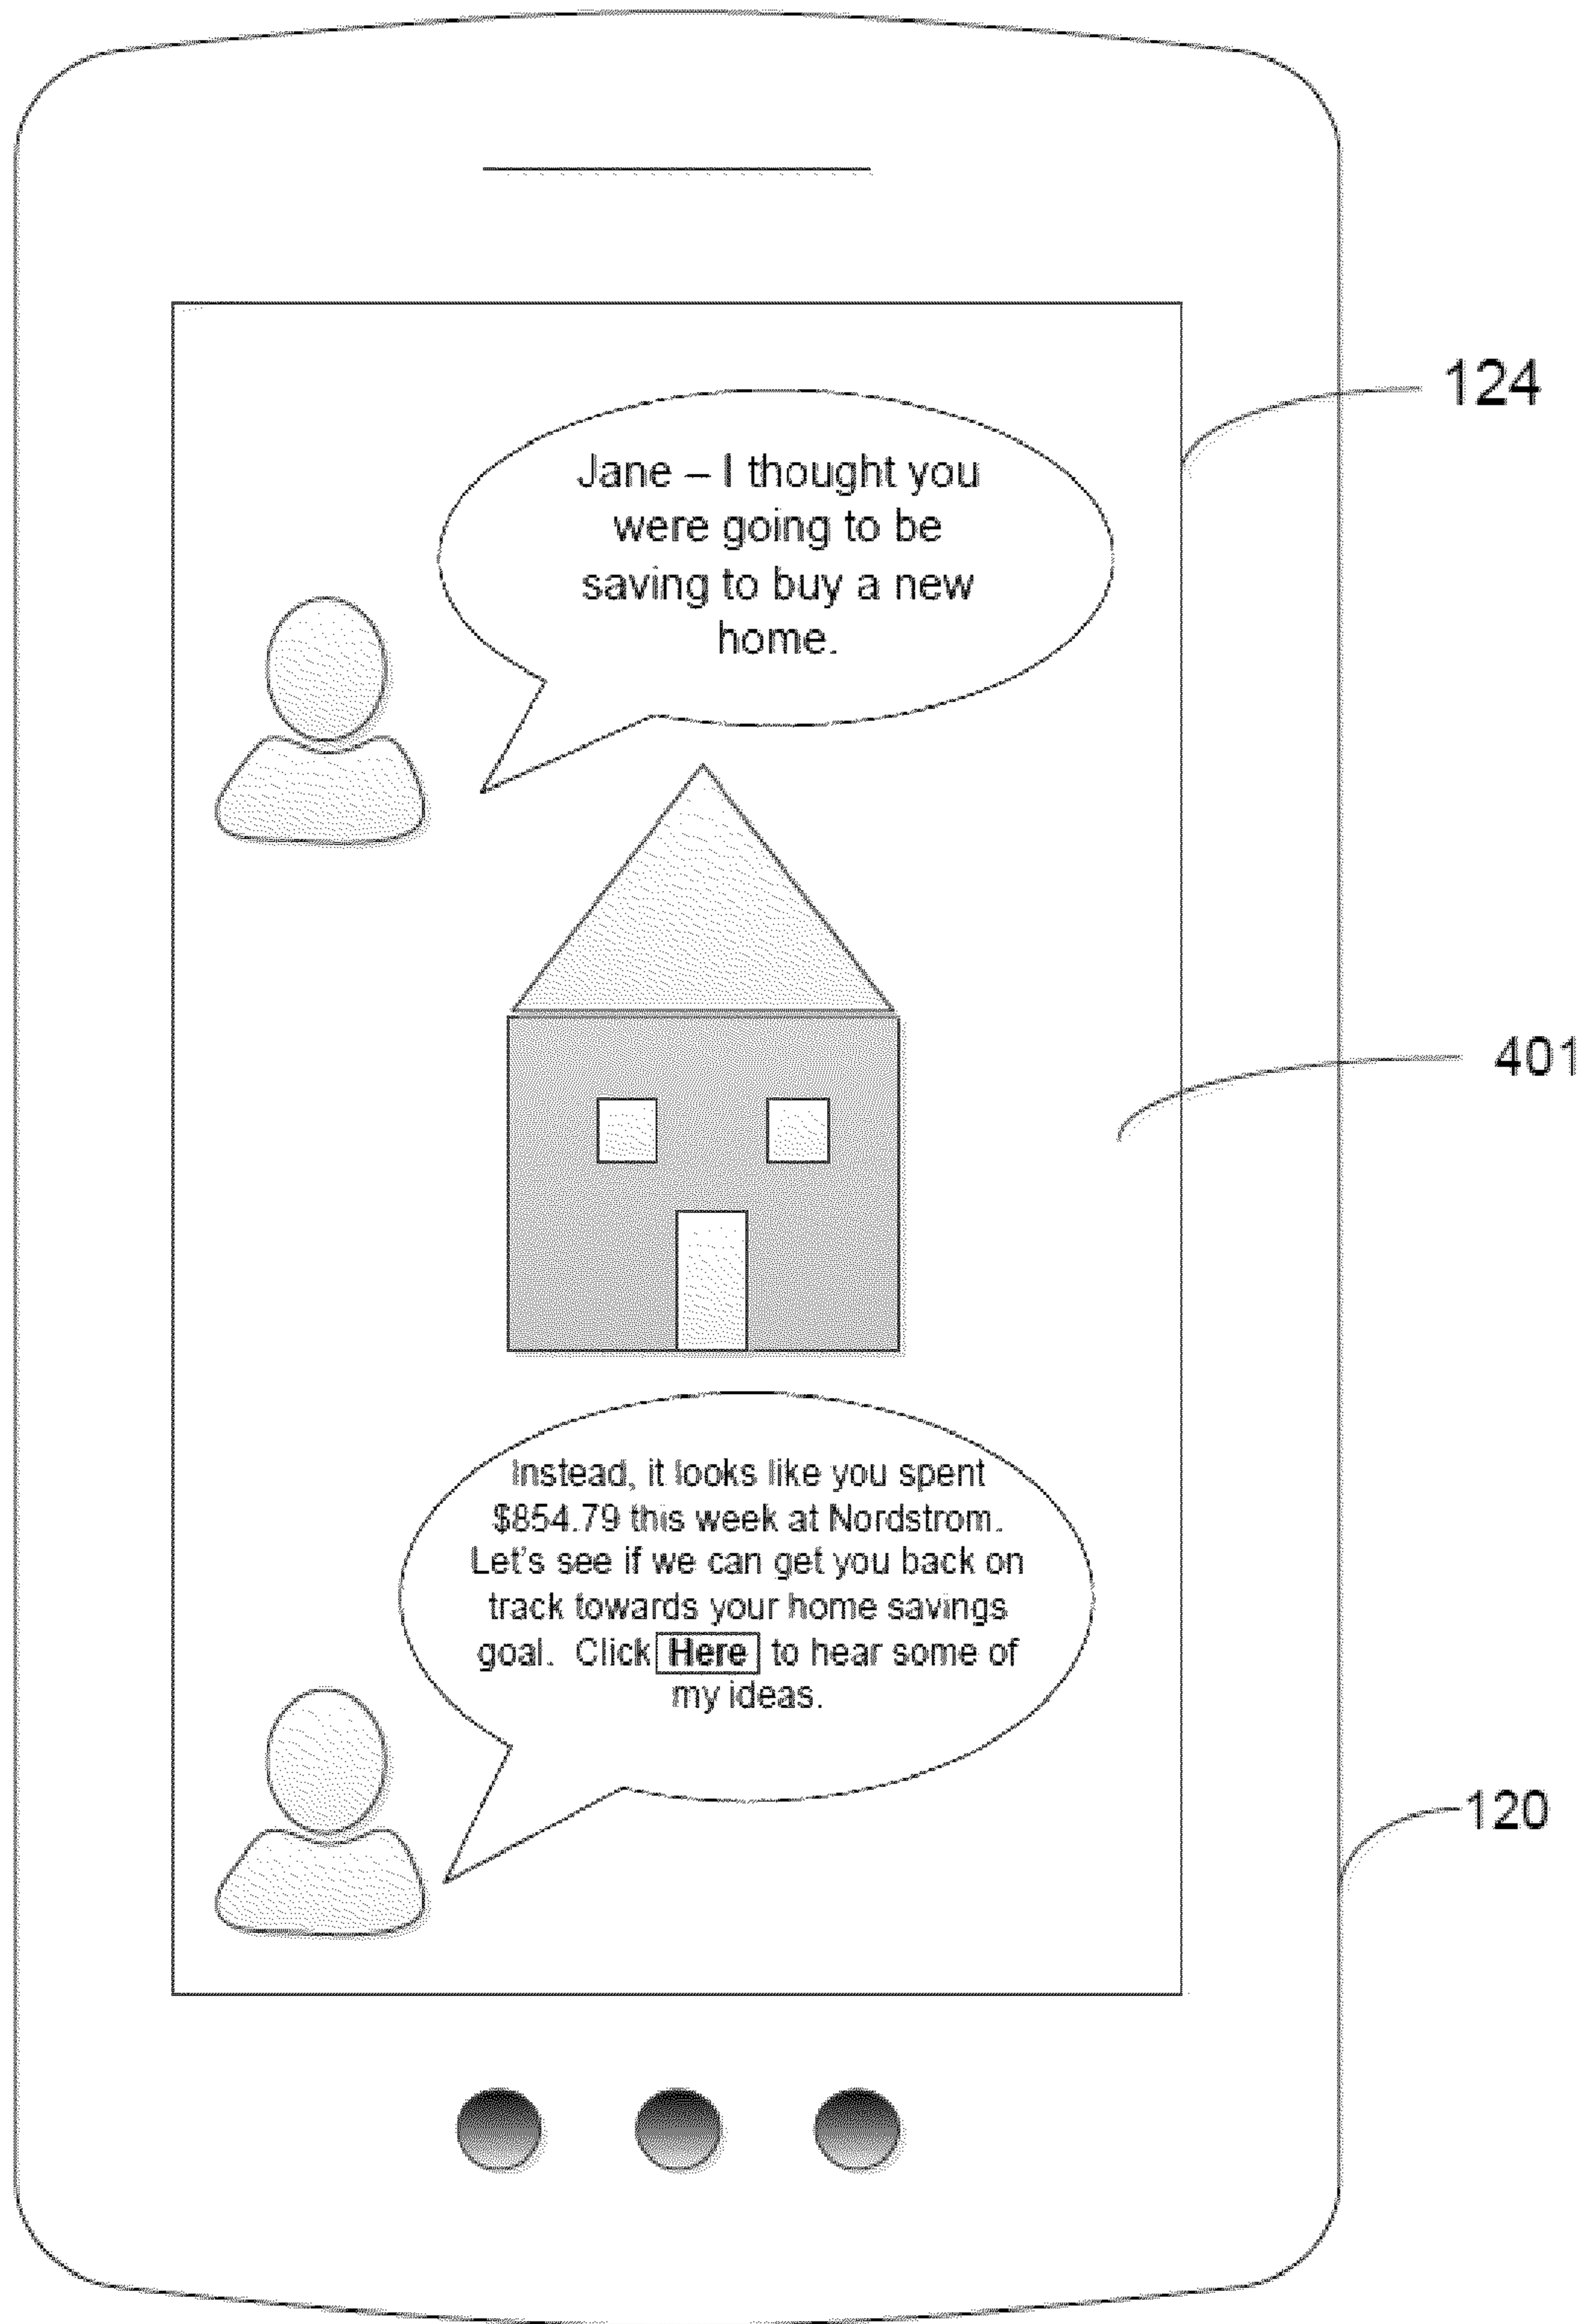 Jane – I thought you
were going to be
saving to buy a new
home.
124
401
Instead, it looks like you spent
$854.79 this week at Nordstrom.
Let's see if we can get you back on
track towards your home savings
goal.  Click Here to hear some of
my ideas.
120